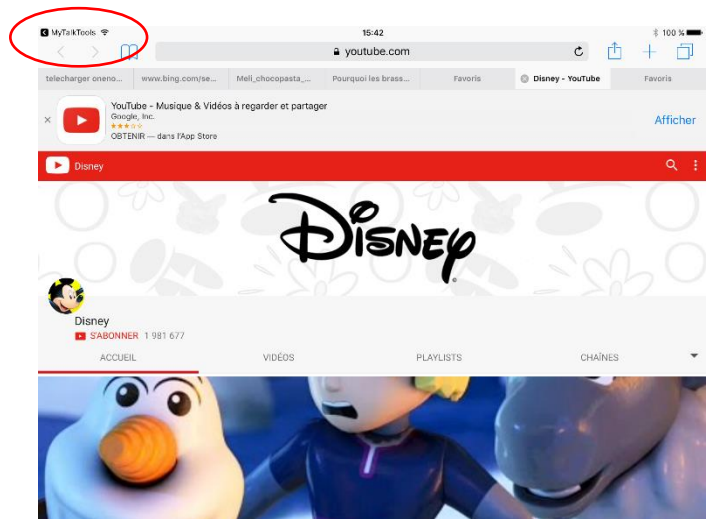 MyTalkTools 15:42 100 %
youtube.com
telecharger oneno... www.bing.com/se... Meli_chocopasta_... Pourquoi les brass... Favoris Disney - YouTube Favoris
YouTube - Musique & Vidéos à regarder et partager
Google, Inc.
OBTENIR — dans l'App Store
Afficher
Disney
Disney
Disney
S'ABONNER 1 981 677
ACCUEIL VIDÉOS PLAYLISTS CHAÎNES